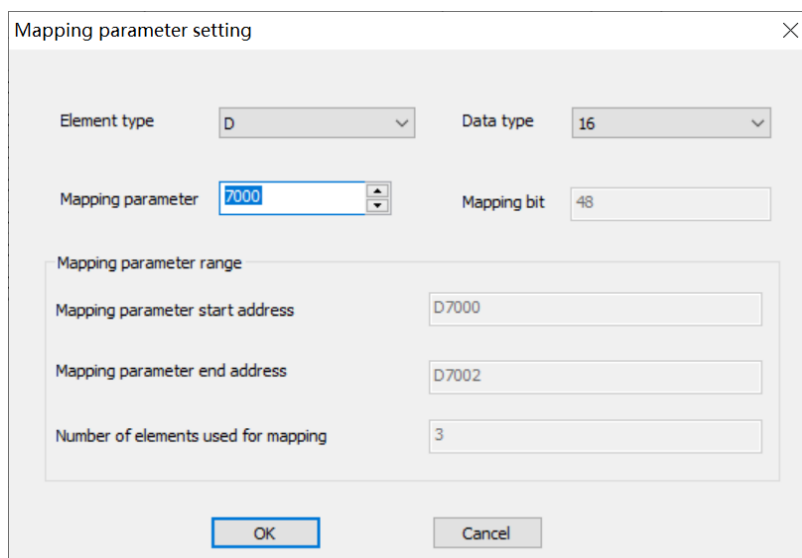 Mapping parameter setting
Element type D Data type 16
Mapping parameter 7000 Mapping bit 48
Mapping parameter range
Mapping parameter start address D7000
Mapping parameter end address D7002
Number of elements used for mapping 3
OK Cancel